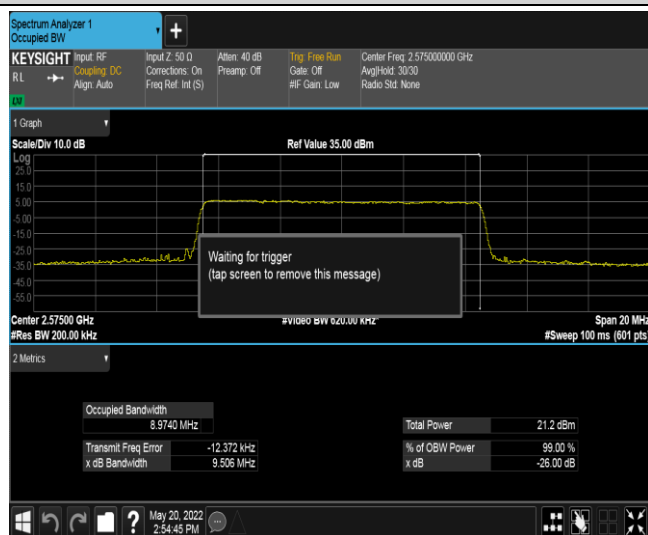 Spectrum Analyzer 1
Occupied BW
+
KEYSIGHT
RL
LXI
Input: RF
Coupling: DC
Align: Auto
Input Z: 50 Ω
Corrections: On
Freq Ref: Int (S)
Atten: 40 dB
Preamp: Off
Trig: Free Run
Gate: Off
#IF Gain: Low
Center Freq: 2.575000000 GHz
Avg|Hold: 30/30
Radio Std: None
1 Graph
Scale/Div 10.0 dB
Ref Value 35.00 dBm
Log
25.0
15.0
5.00
-5.00
-15.0
-25.0
-35.0
-45.0
-55.0
Waiting for trigger
(tap screen to remove this message)
Center 2.57500 GHz
#Video BW 620.00 kHz*
Span 20 MHz
#Res BW 200.00 kHz
#Sweep 100 ms (601 pts)
2 Metrics
Occupied Bandwidth
8.9740 MHz
Total Power 21.2 dBm
Transmit Freq Error -12.372 kHz
% of OBW Power 99.00 %
x dB Bandwidth 9.506 MHz
x dB -26.00 dB
?
May 20, 2022
2:54:45 PM